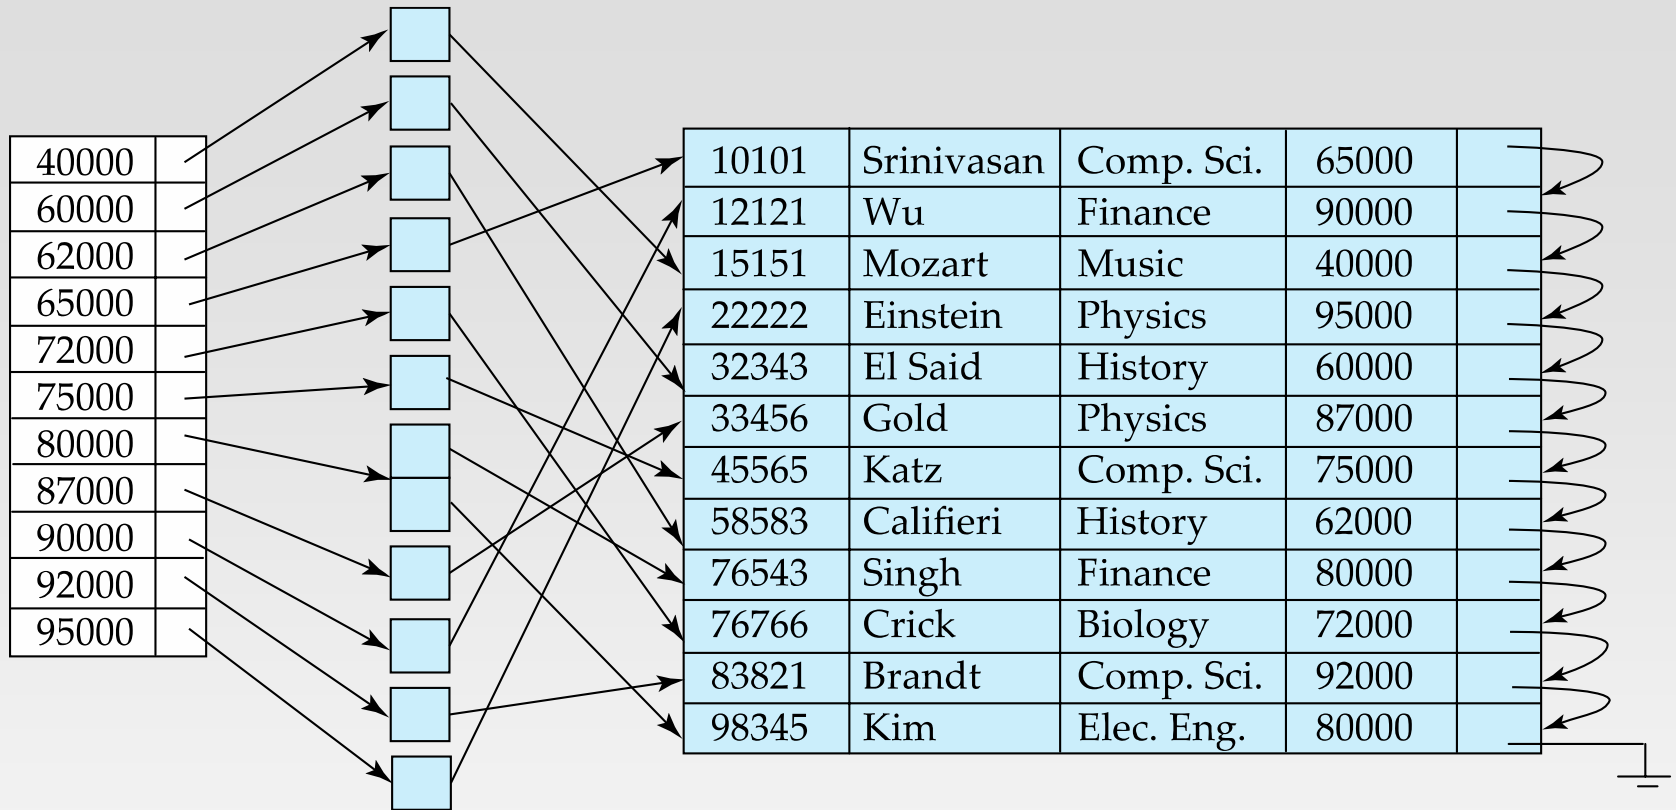 40000
60000
62000
65000
72000
75000
80000
87000
90000
92000
95000
10101 Srinivasan Comp. Sci. 65000
12121 Wu Finance 90000
15151 Mozart Music 40000
22222 Einstein Physics 95000
32343 El Said History 60000
33456 Gold Physics 87000
45565 Katz Comp. Sci. 75000
58583 Califieri History 62000
76543 Singh Finance 80000
76766 Crick Biology 72000
83821 Brandt Comp. Sci. 92000
98345 Kim Elec. Eng. 80000